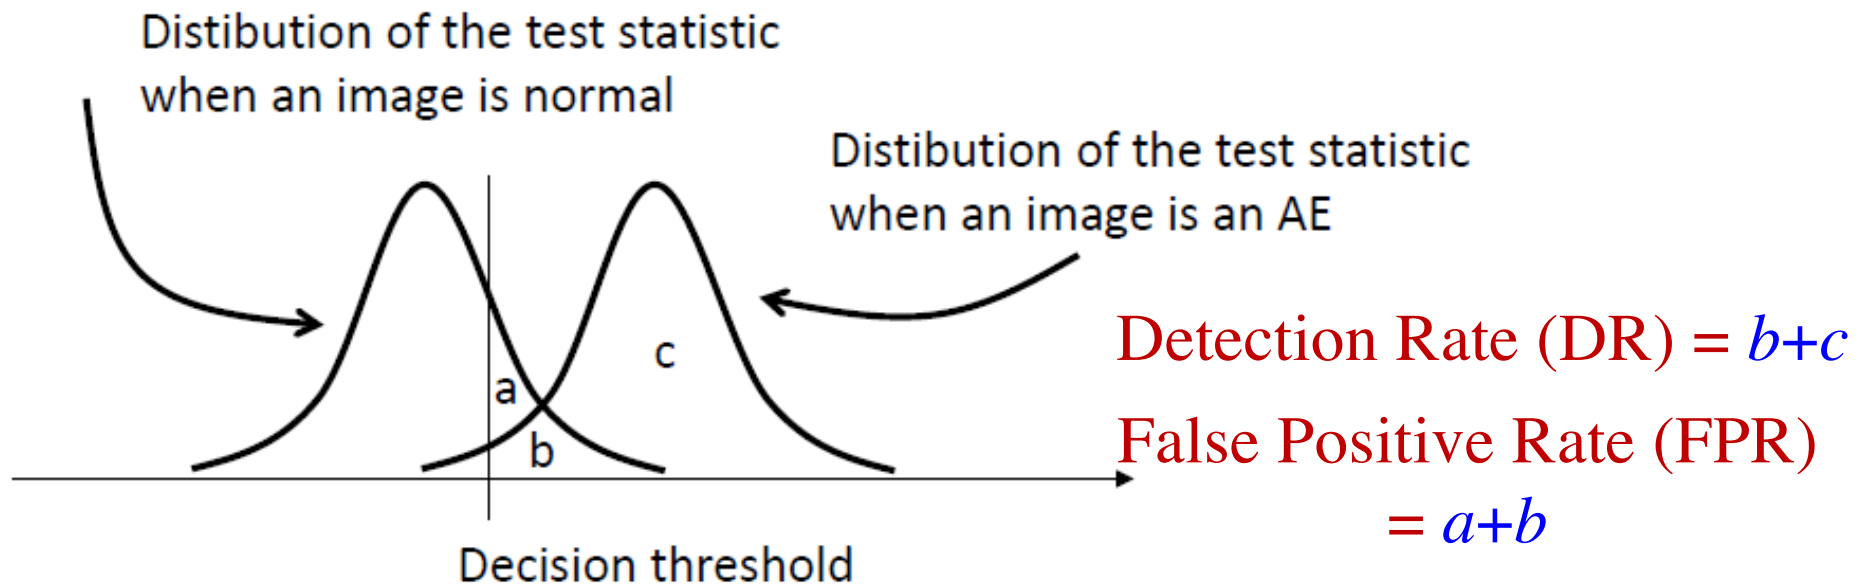 Distibution of the test statistic
when an image is normal
Distibution of the test statistic
when an image is an AE
a
b
c
Detection Rate (DR) = b+c
False Positive Rate (FPR)
= a+b
Decision threshold